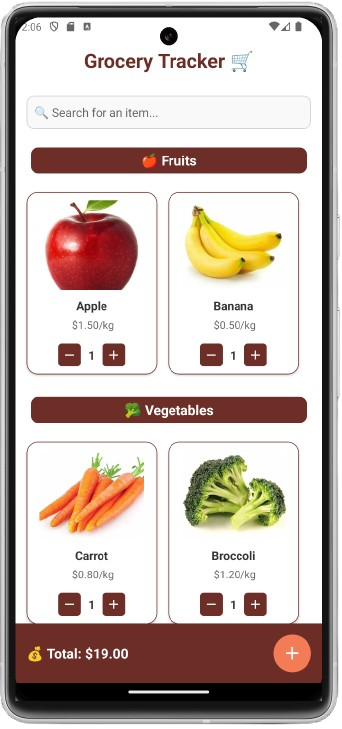 2:06
Grocery Tracker 🛒
🔍 Search for an item...
🍎 Fruits
Apple
Banana
$1.50/kg
$0.50/kg
− 1 +
− 1 +
🥦 Vegetables
Carrot
Broccoli
$0.80/kg
$1.20/kg
− 1 +
− 1 +
💰 Total: $19.00
+